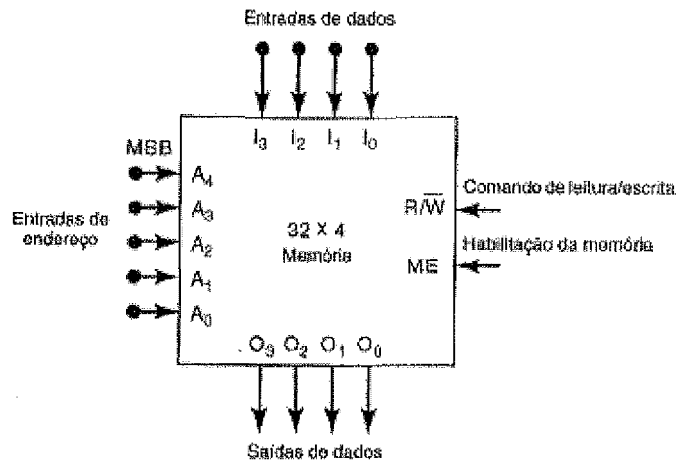 Entradas de dados
I₃ I₂ I₁ I₀
MSB
A₄
A₃
A₂
A₁
A₀
Entradas de
endereço
32 X 4
Memória
R/W̅
Comando de leitura/escrita
ME
Habilitação da memória
O₃ O₂ O₁ O₀
Saídas de dados